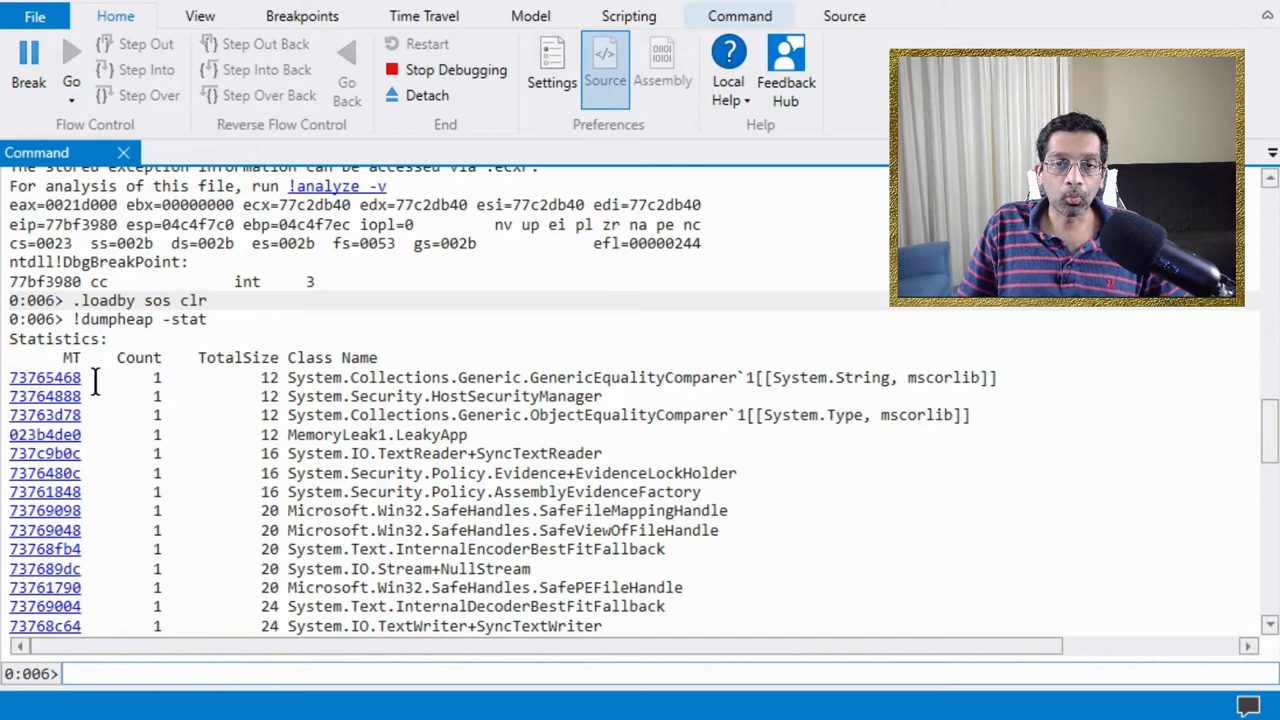 File Home View Breakpoints Time Travel Model Scripting Command Source
Break
Go
Step Out
Step Into
Step Over
Flow Control
Step Out Back
Step Into Back
Step Over Back
Go Back
Reverse Flow Control
Restart
Stop Debugging
Detach
End
Settings
Source
Assembly
Preferences
Local Help
Feedback Hub
Help
Command
The stored exception information can be accessed via .ecxr.
For analysis of this file, run !analyze -v
eax=0021d000 ebx=00000000 ecx=77c2db40 edx=77c2db40 esi=77c2db40 edi=77c2db40
eip=77bf3980 esp=04c4f7c0 ebp=04c4f7ec iopl=0 nv up ei pl zr na pe nc
cs=0023 ss=002b ds=002b es=002b fs=0053 gs=002b efl=00000244
ntdll!DbgBreakPoint:
77bf3980 cc int 3
0:006> .loadby sos clr
0:006> !dumpheap -stat
Statistics:
MT Count TotalSize Class Name
73765468 1 12 System.Collections.Generic.GenericEqualityComparer`1[[System.String, mscorlib]]
73764888 1 12 System.Security.HostSecurityManager
73763d78 1 12 System.Collections.Generic.ObjectEqualityComparer`1[[System.Type, mscorlib]]
023b4de0 1 12 MemoryLeak1.LeakyApp
737c9b0c 1 16 System.IO.TextReader+SyncTextReader
7376480c 1 16 System.Security.Policy.Evidence+EvidenceLockHolder
73761848 1 16 System.Security.Policy.AssemblyEvidenceFactory
73769098 1 20 Microsoft.Win32.SafeHandles.SafeFileMappingHandle
73769048 1 20 Microsoft.Win32.SafeHandles.SafeViewOfFileHandle
73768fb4 1 20 System.Text.InternalEncoderBestFitFallback
737689dc 1 20 System.IO.Stream+NullStream
73761790 1 20 Microsoft.Win32.SafeHandles.SafePEFileHandle
73769004 1 24 System.Text.InternalDecoderBestFitFallback
73768c64 1 24 System.IO.TextWriter+SyncTextWriter
0:006>